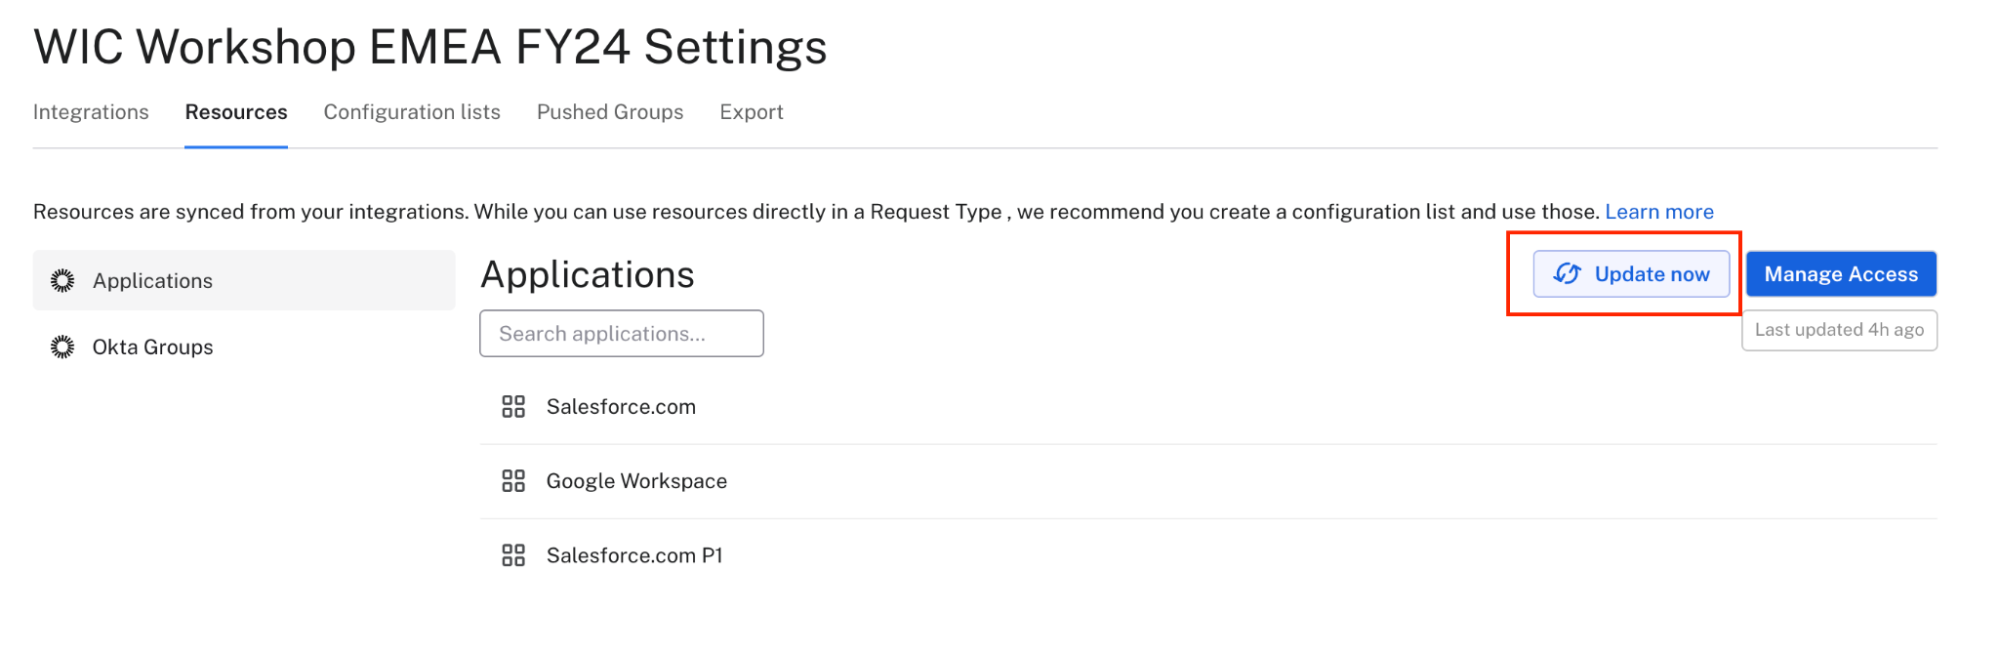 WIC Workshop EMEA FY24 Settings
Integrations Resources Configuration lists Pushed Groups Export
Resources are synced from your integrations. While you can use resources directly in a Request Type , we recommend you create a configuration list and use those. Learn more
Applications
Okta Groups
Applications
Update now
Manage Access
Search applications...
Last updated 4h ago
Salesforce.com
Google Workspace
Salesforce.com P1